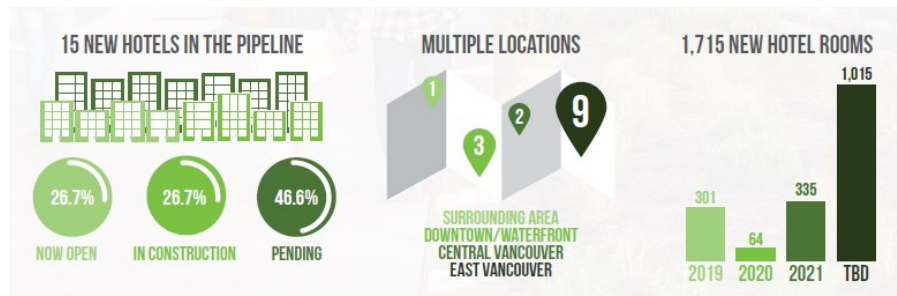 15 NEW HOTELS IN THE PIPELINE
26.7%
26.7%
46.6%
NOW OPEN
IN CONSTRUCTION
PENDING
MULTIPLE LOCATIONS
1
3
2
9
SURROUNDING AREA
DOWNTOWN/WATERFRONT
CENTRAL VANCOUVER
EAST VANCOUVER
1,715 NEW HOTEL ROOMS
301
64
335
1,015
2019
2020
2021
TBD